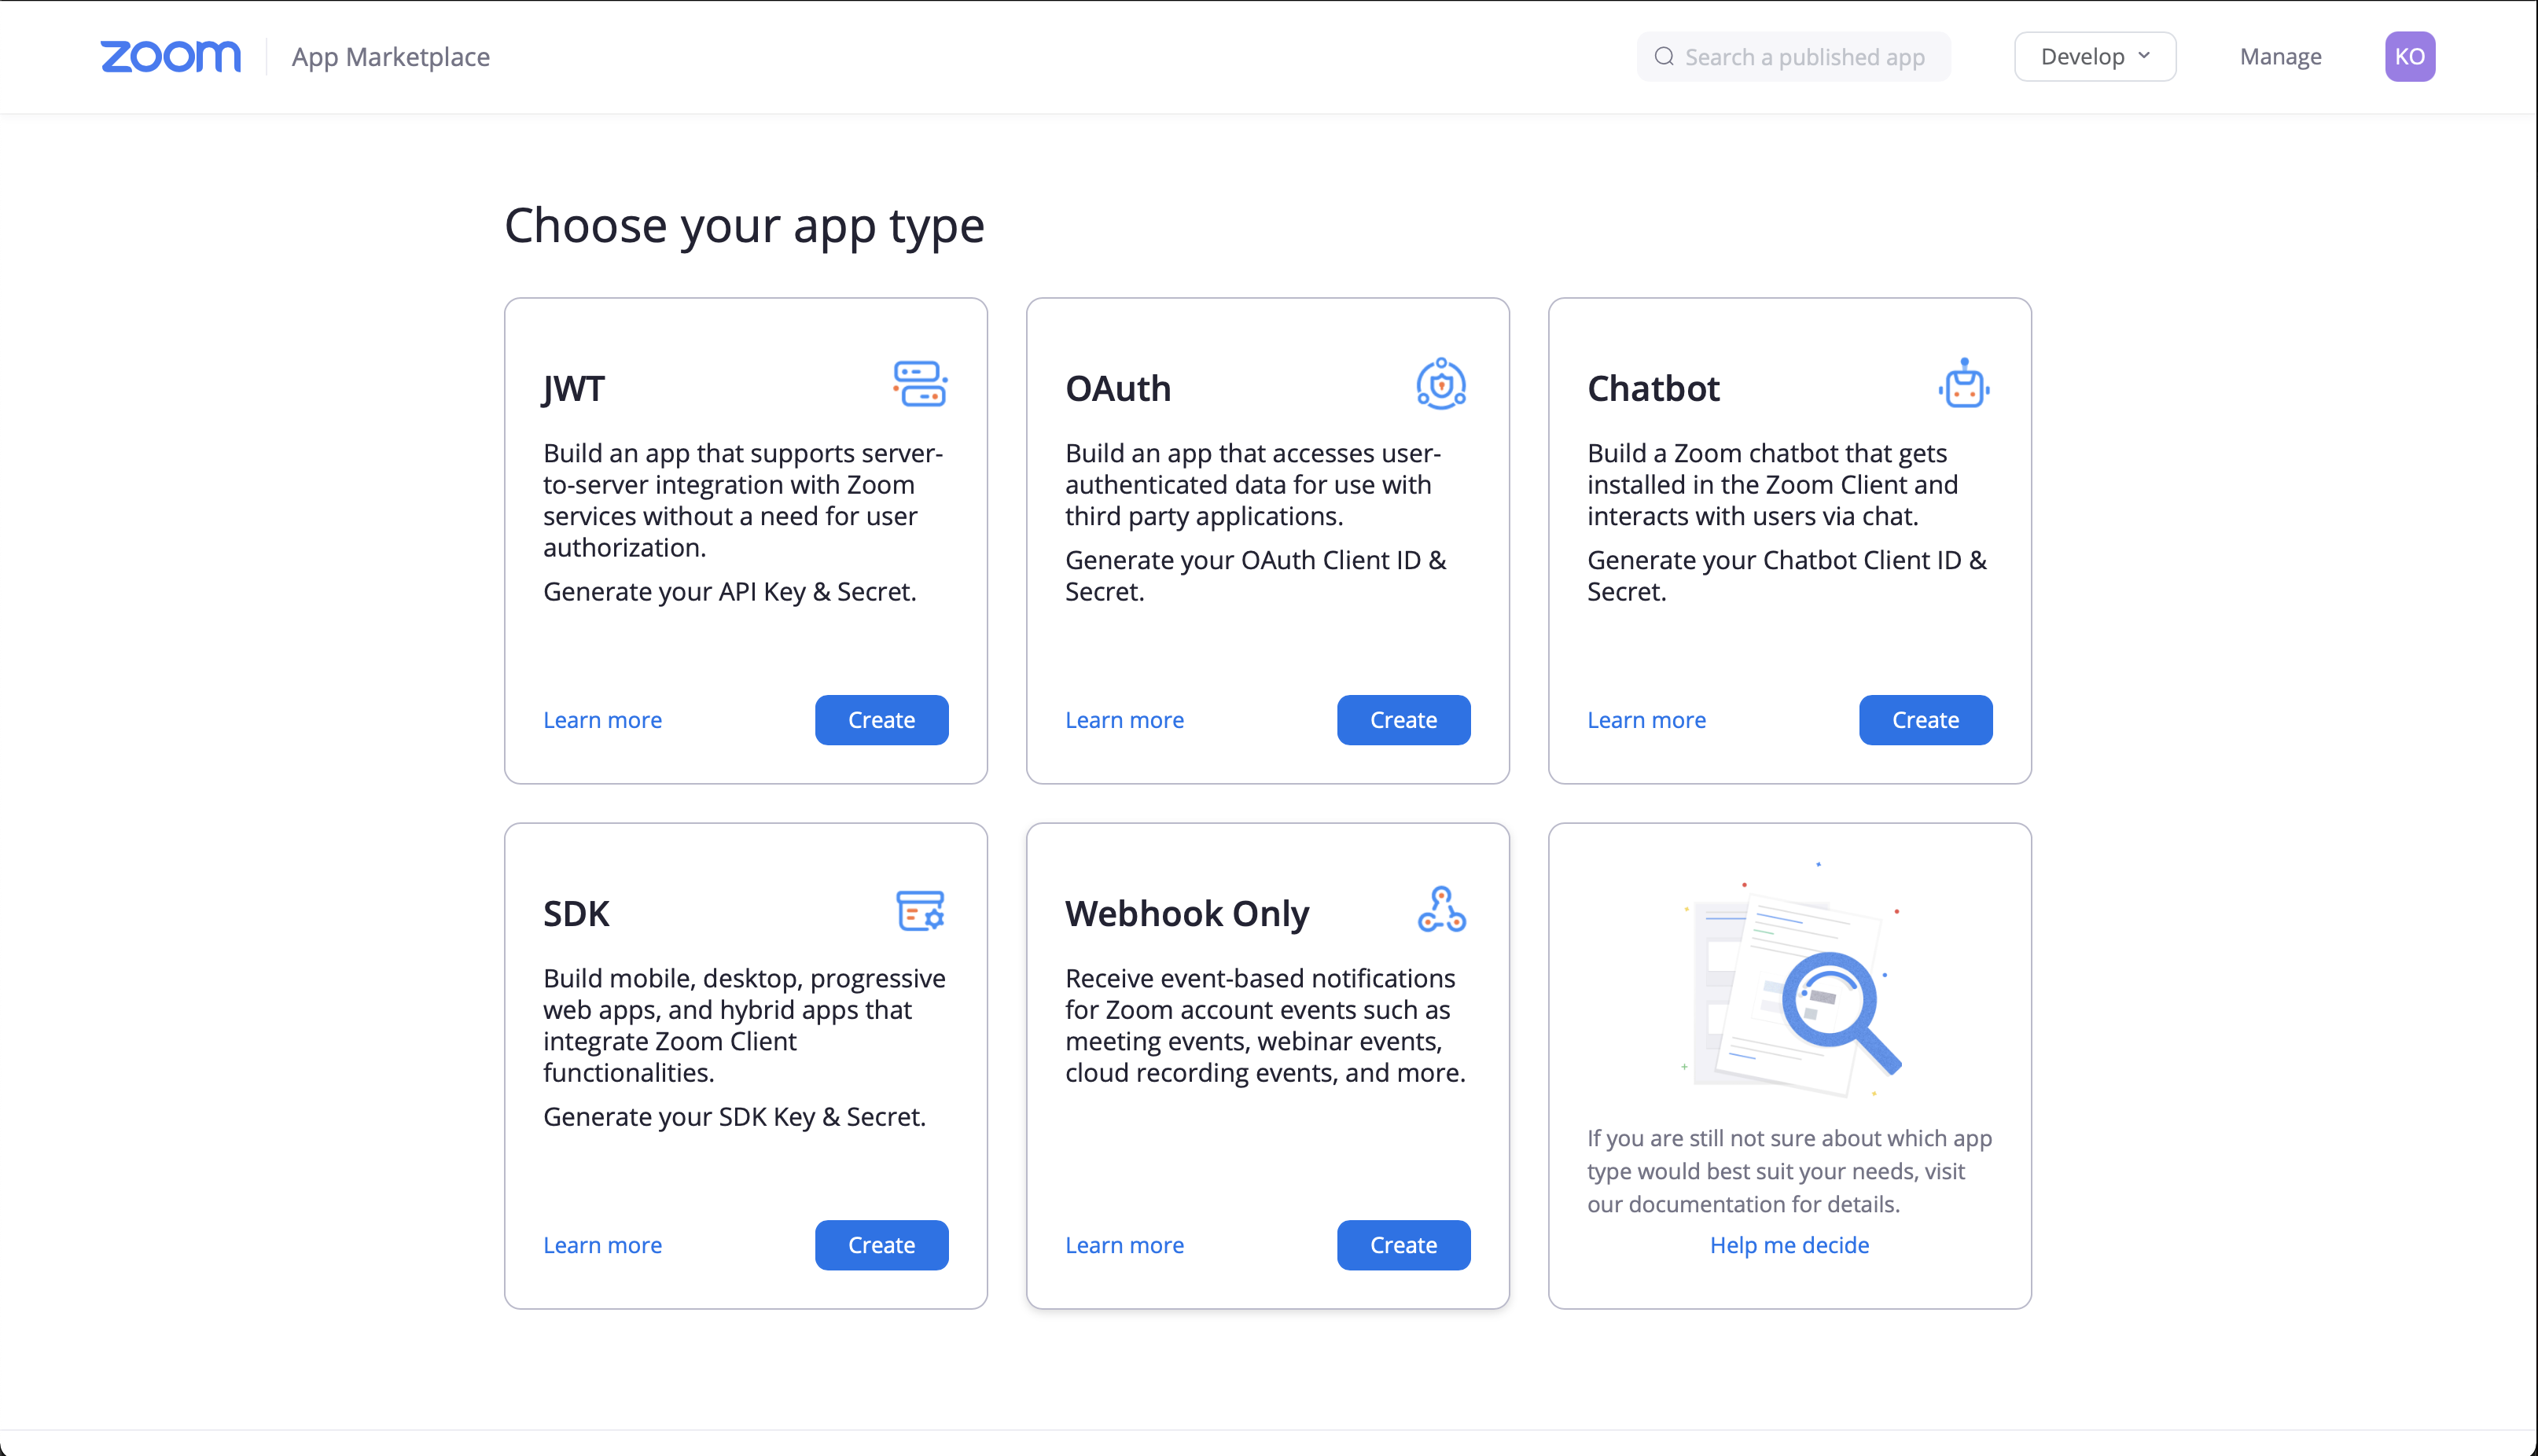 zoom App Marketplace Search a published app Develop Manage KO
Choose your app type
JWT
Build an app that supports server-
to-server integration with Zoom
services without a need for user
authorization.
Generate your API Key & Secret.
Learn more Create
OAuth
Build an app that accesses user-
authenticated data for use with
third party applications.
Generate your OAuth Client ID &
Secret.
Learn more Create
Chatbot
Build a Zoom chatbot that gets
installed in the Zoom Client and
interacts with users via chat.
Generate your Chatbot Client ID &
Secret.
Learn more Create
SDK
Build mobile, desktop, progressive
web apps, and hybrid apps that
integrate Zoom Client
functionalities.
Generate your SDK Key & Secret.
Learn more Create
Webhook Only
Receive event-based notifications
for Zoom account events such as
meeting events, webinar events,
cloud recording events, and more.
Learn more Create
If you are still not sure about which app
type would best suit your needs, visit
our documentation for details.
Help me decide